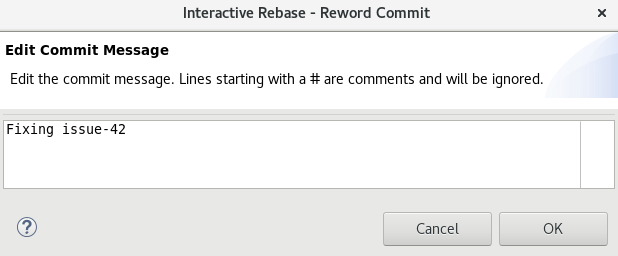 Interactive Rebase - Reword Commit
Edit Commit Message
Edit the commit message. Lines starting with a # are comments and will be ignored.
Fixing issue-42
?
Cancel
OK